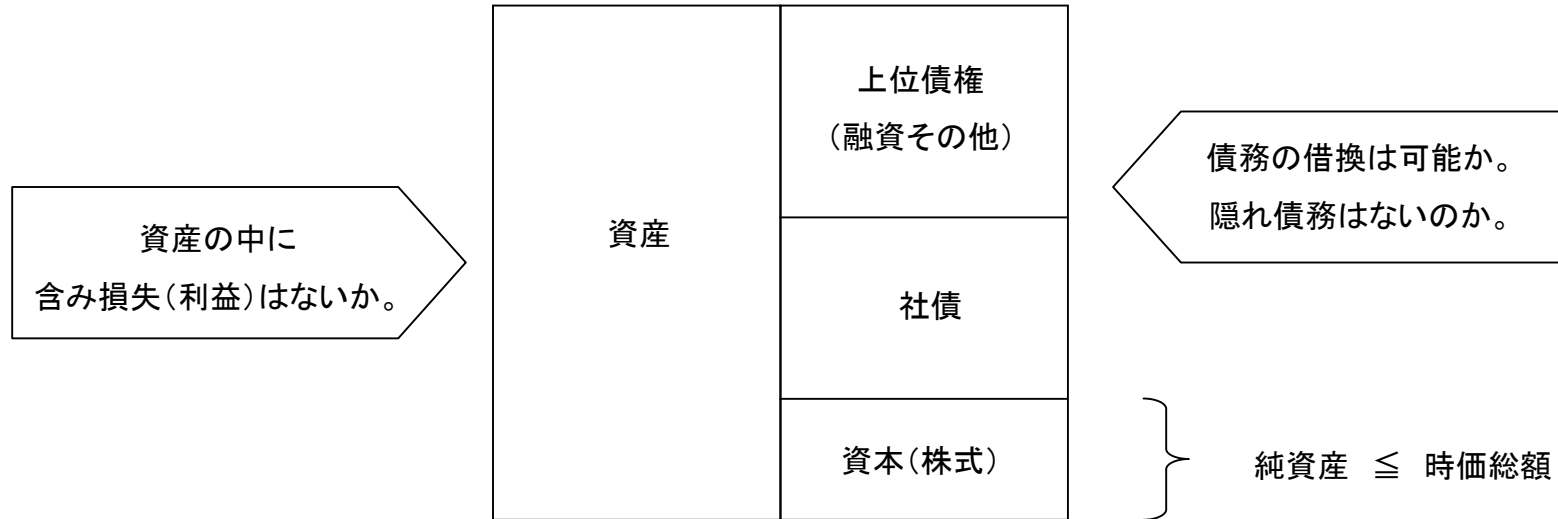 資産の中に
含み損失(利益)はないか。
資産
上位債権
(融資その他)
社債
資本(株式)
債務の借換は可能か。
隠れ債務はないのか。
純資産 ≦ 時価総額